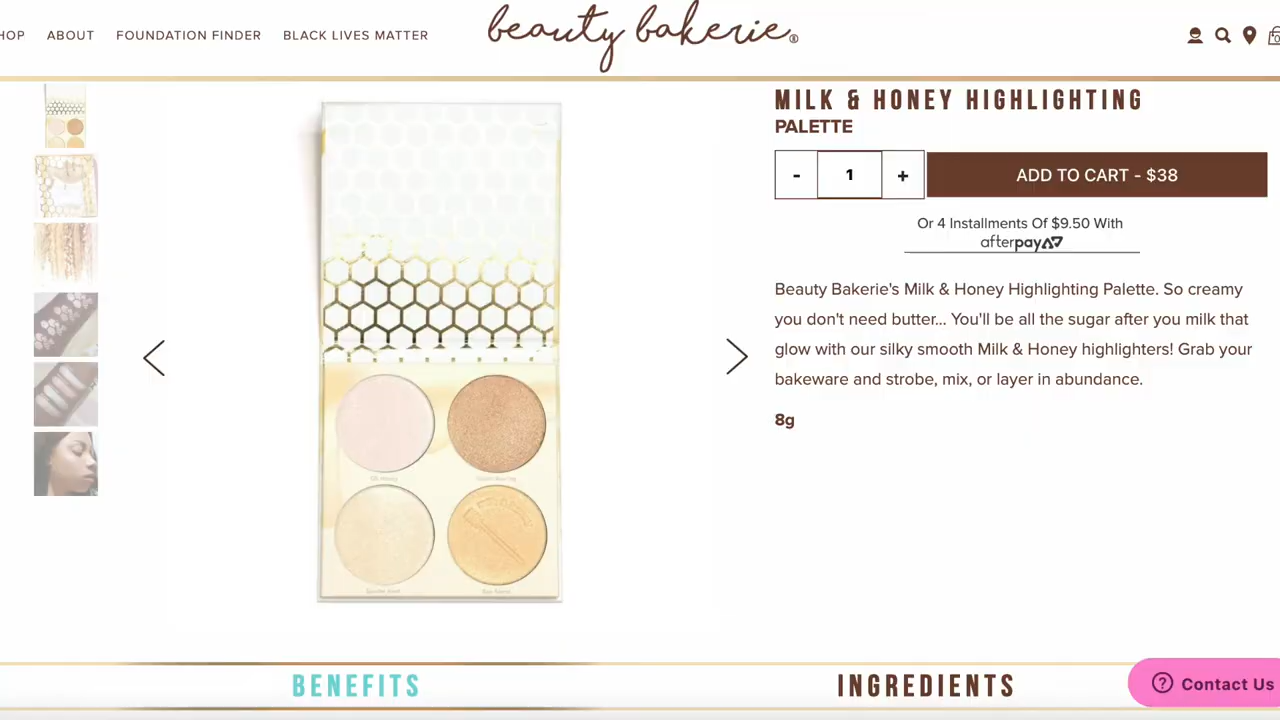 HOP ABOUT FOUNDATION FINDER BLACK LIVES MATTER
beauty bakerie®
0
MILK & HONEY HIGHLIGHTING
PALETTE
- 1 + ADD TO CART - $38
Or 4 Installments Of $9.50 With
afterpay
Beauty Bakerie's Milk & Honey Highlighting Palette. So creamy
you don't need butter... You'll be all the sugar after you milk that
glow with our silky smooth Milk & Honey highlighters! Grab your
bakeware and strobe, mix, or layer in abundance.
8g
BENEFITS INGREDIENTS
? Contact Us